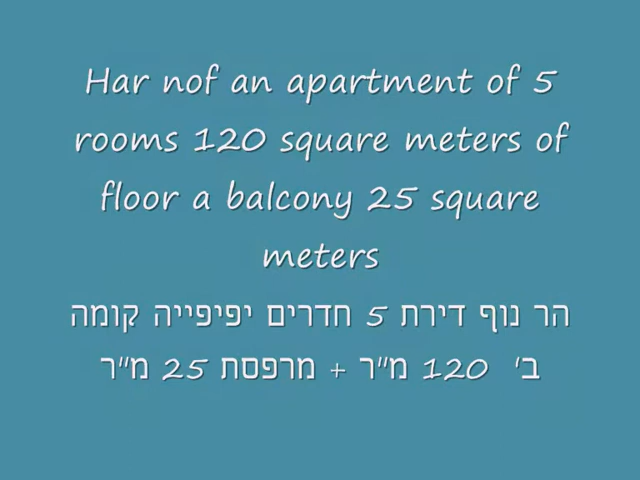 Har nof an apartment of 5
rooms 120 square meters of
floor a balcony 25 square
meters
הר נוף דירת 5 חדרים יפיפייה קומה
ב' 120 מ"ר + מרפסת 25 מ"ר